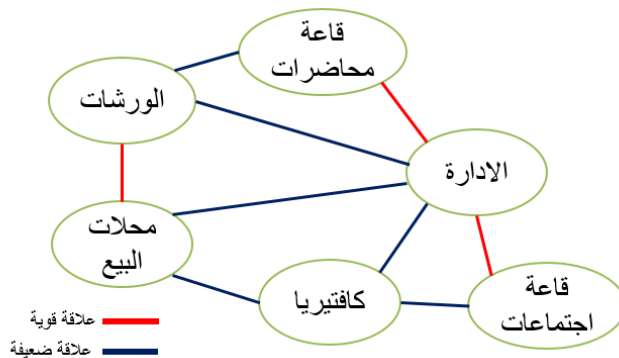 قاعة
محاضرات
الورشات
الادارة
محلات
البيع
كافتيريا
قاعة
اجتماعات
علاقة قوية
علاقة ضعيفة